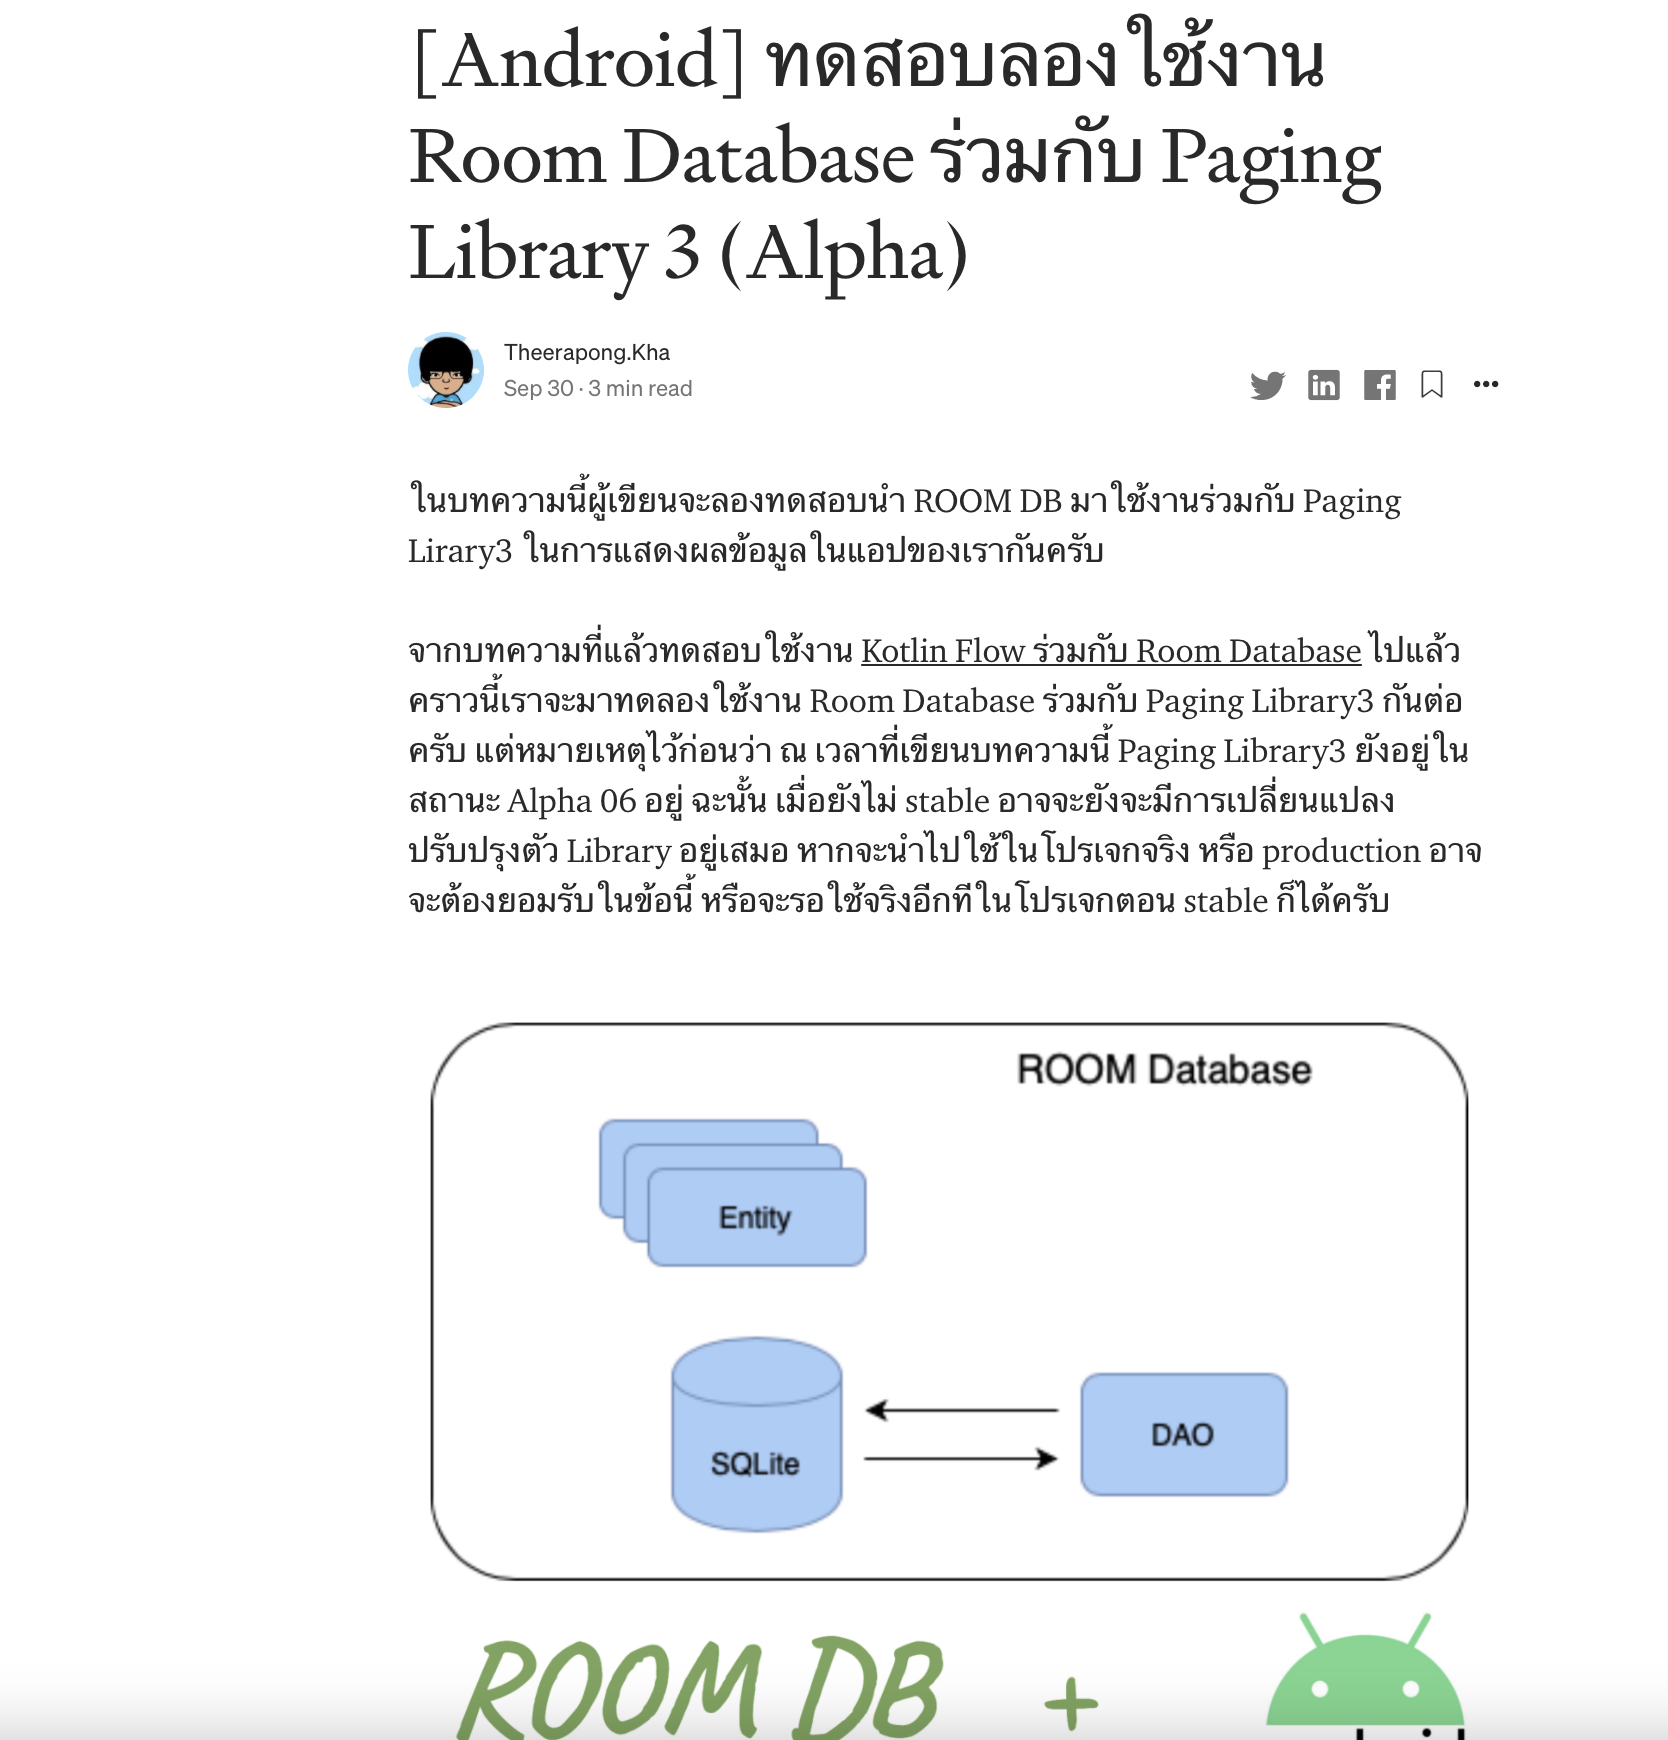 [Android] ทดสอบลองใช้งาน
Room Database ร่วมกับ Paging
Library 3 (Alpha)
Theerapong.Kha
Sep 30 · 3 min read
ในบทความนี้ผู้เขียนจะลองทดสอบนำ ROOM DB มาใช้งานร่วมกับ Paging
Lirary3 ในการแสดงผลข้อมูลในแอปของเรากันครับ
จากบทความที่แล้วทดสอบใช้งาน Kotlin Flow ร่วมกับ Room Database ไปแล้ว
คราวนี้เราจะมาทดลองใช้งาน Room Database ร่วมกับ Paging Library3 กันต่อ
ครับ แต่หมายเหตุไว้ก่อนว่า ณ เวลาที่เขียนบทความนี้ Paging Library3 ยังอยู่ใน
สถานะ Alpha 06 อยู่ ฉะนั้น เมื่อยังไม่ stable อาจจะยังจะมีการเปลี่ยนแปลง
ปรับปรุงตัว Library อยู่เสมอ หากจะนำไปใช้ในโปรเจกจริง หรือ production อาจ
จะต้องยอมรับในข้อนี้ หรือจะรอใช้จริงอีกทีในโปรเจกตอน stable ก็ได้ครับ
ROOM Database
Entity
SQLite
DAO
ROOM DB +